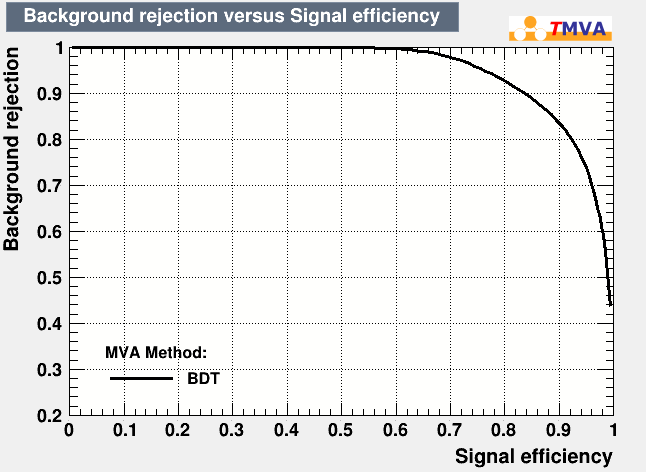 Background rejection versus Signal efficiency
TMVA
Background rejection
1
0.9
0.8
0.7
0.6
0.5
0.4
0.3
0.2
MVA Method:
BDT
0 0.1 0.2 0.3 0.4 0.5 0.6 0.7 0.8 0.9 1
Signal efficiency